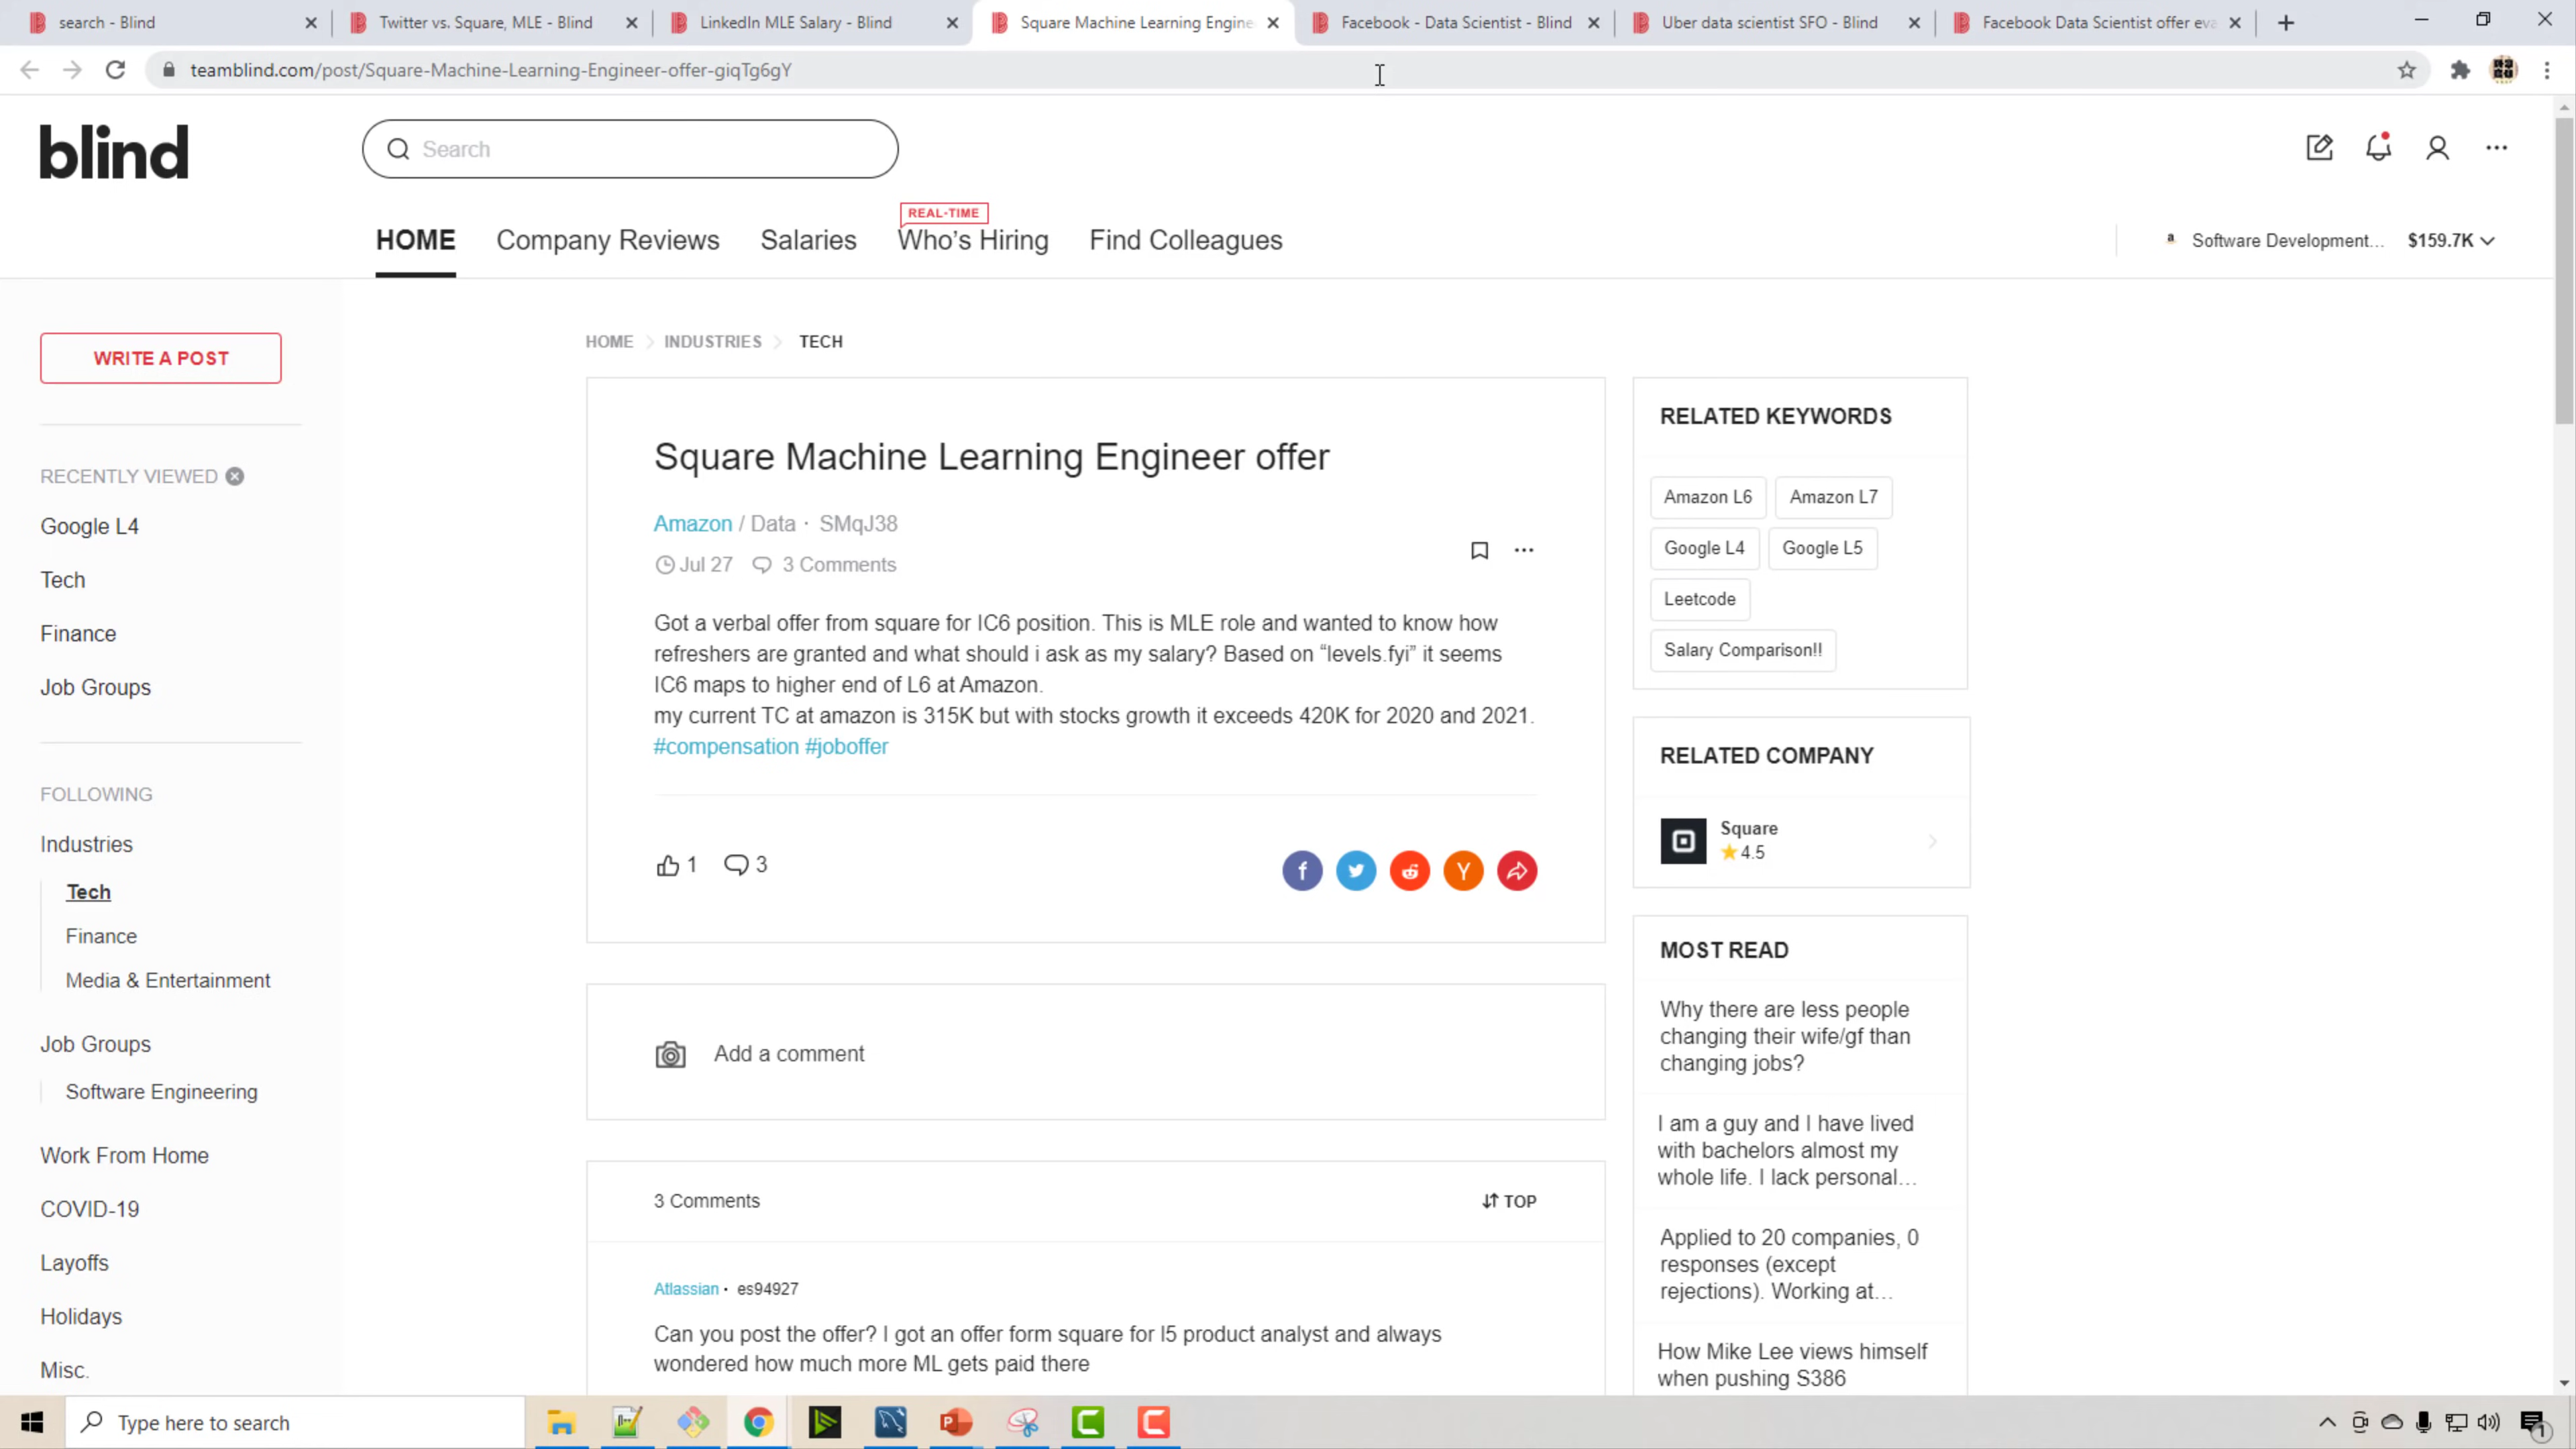 search - Blind
Twitter vs. Square, MLE - Blind
LinkedIn MLE Salary - Blind
Square Machine Learning Engine
Facebook - Data Scientist - Blind
Uber data scientist SFO - Blind
Facebook Data Scientist offer eva
teamblind.com/post/Square-Machine-Learning-Engineer-offer-giqTg6gY
blind
Search
REAL-TIME
HOME Company Reviews Salaries Who's Hiring Find Colleagues
a Software Development... $159.7K
WRITE A POST
RECENTLY VIEWED
Google L4
Tech
Finance
Job Groups
FOLLOWING
Industries
Tech
Finance
Media & Entertainment
Job Groups
Software Engineering
Work From Home
COVID-19
Layoffs
Holidays
Misc.
HOME > INDUSTRIES > TECH
Square Machine Learning Engineer offer
Amazon / Data · SMqJ38
Jul 27 3 Comments
Got a verbal offer from square for IC6 position. This is MLE role and wanted to know how
refreshers are granted and what should i ask as my salary? Based on “levels.fyi” it seems
IC6 maps to higher end of L6 at Amazon.
my current TC at amazon is 315K but with stocks growth it exceeds 420K for 2020 and 2021.
#compensation #joboffer
1 3
f Y
Add a comment
3 Comments
TOP
Atlassian · es94927
Can you post the offer? I got an offer form square for l5 product analyst and always
wondered how much more ML gets paid there
RELATED KEYWORDS
Amazon L6 Amazon L7
Google L4 Google L5
Leetcode
Salary Comparison!!
RELATED COMPANY
Square
4.5
MOST READ
Why there are less people
changing their wife/gf than
changing jobs?
I am a guy and I have lived
with bachelors almost my
whole life. I lack personal...
Applied to 20 companies, 0
responses (except
rejections). Working at...
How Mike Lee views himself
when pushing S386
Type here to search
1